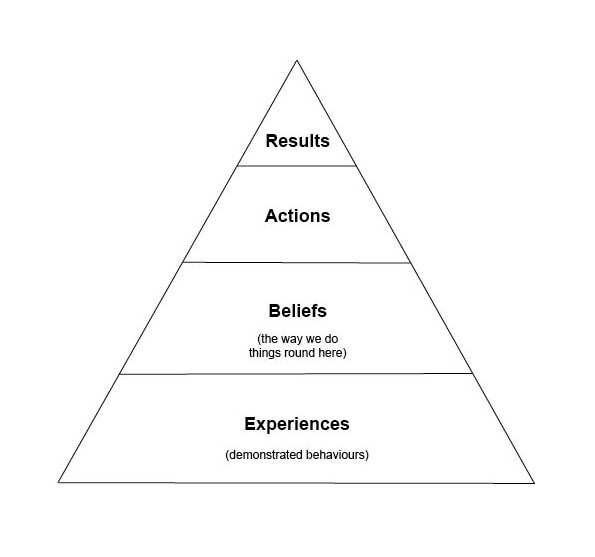 Results
Actions
Beliefs
(the way we do
things round here)
Experiences
(demonstrated behaviours)